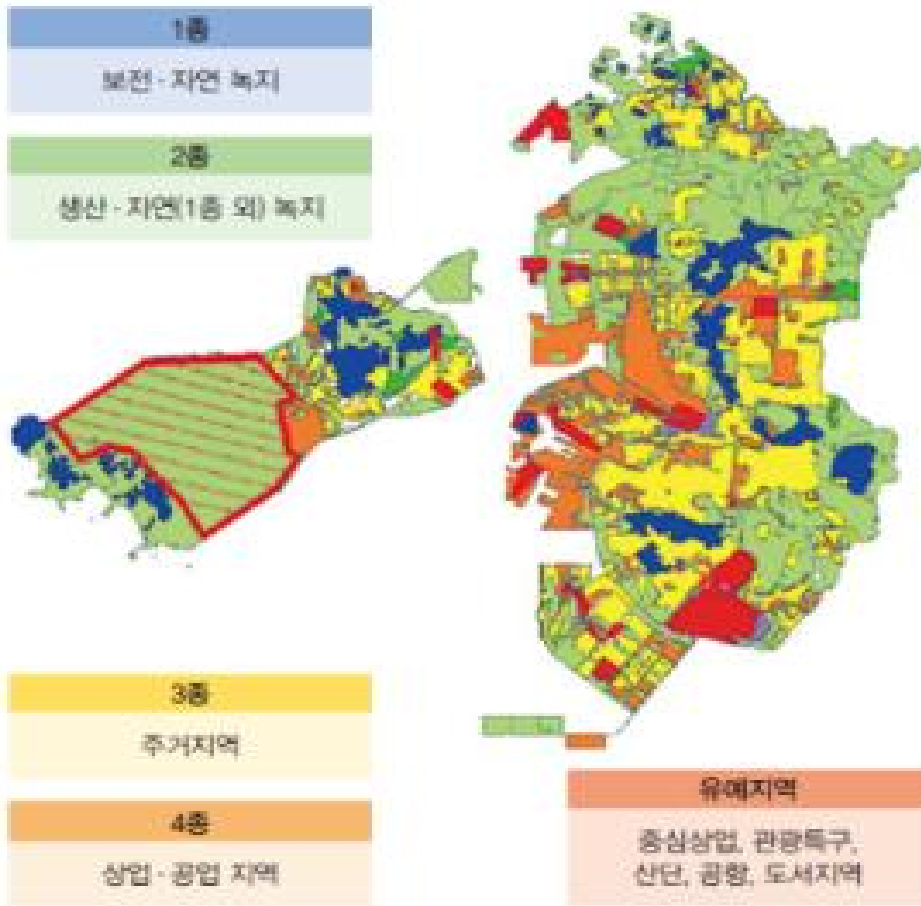 1종
보전 · 자연 녹지
2종
생산 · 자연(1종 외) 녹지
3종
주거지역
4종
상업 · 공업 지역
유예지역
중심상업, 관광특구,
산단, 공항, 도서지역